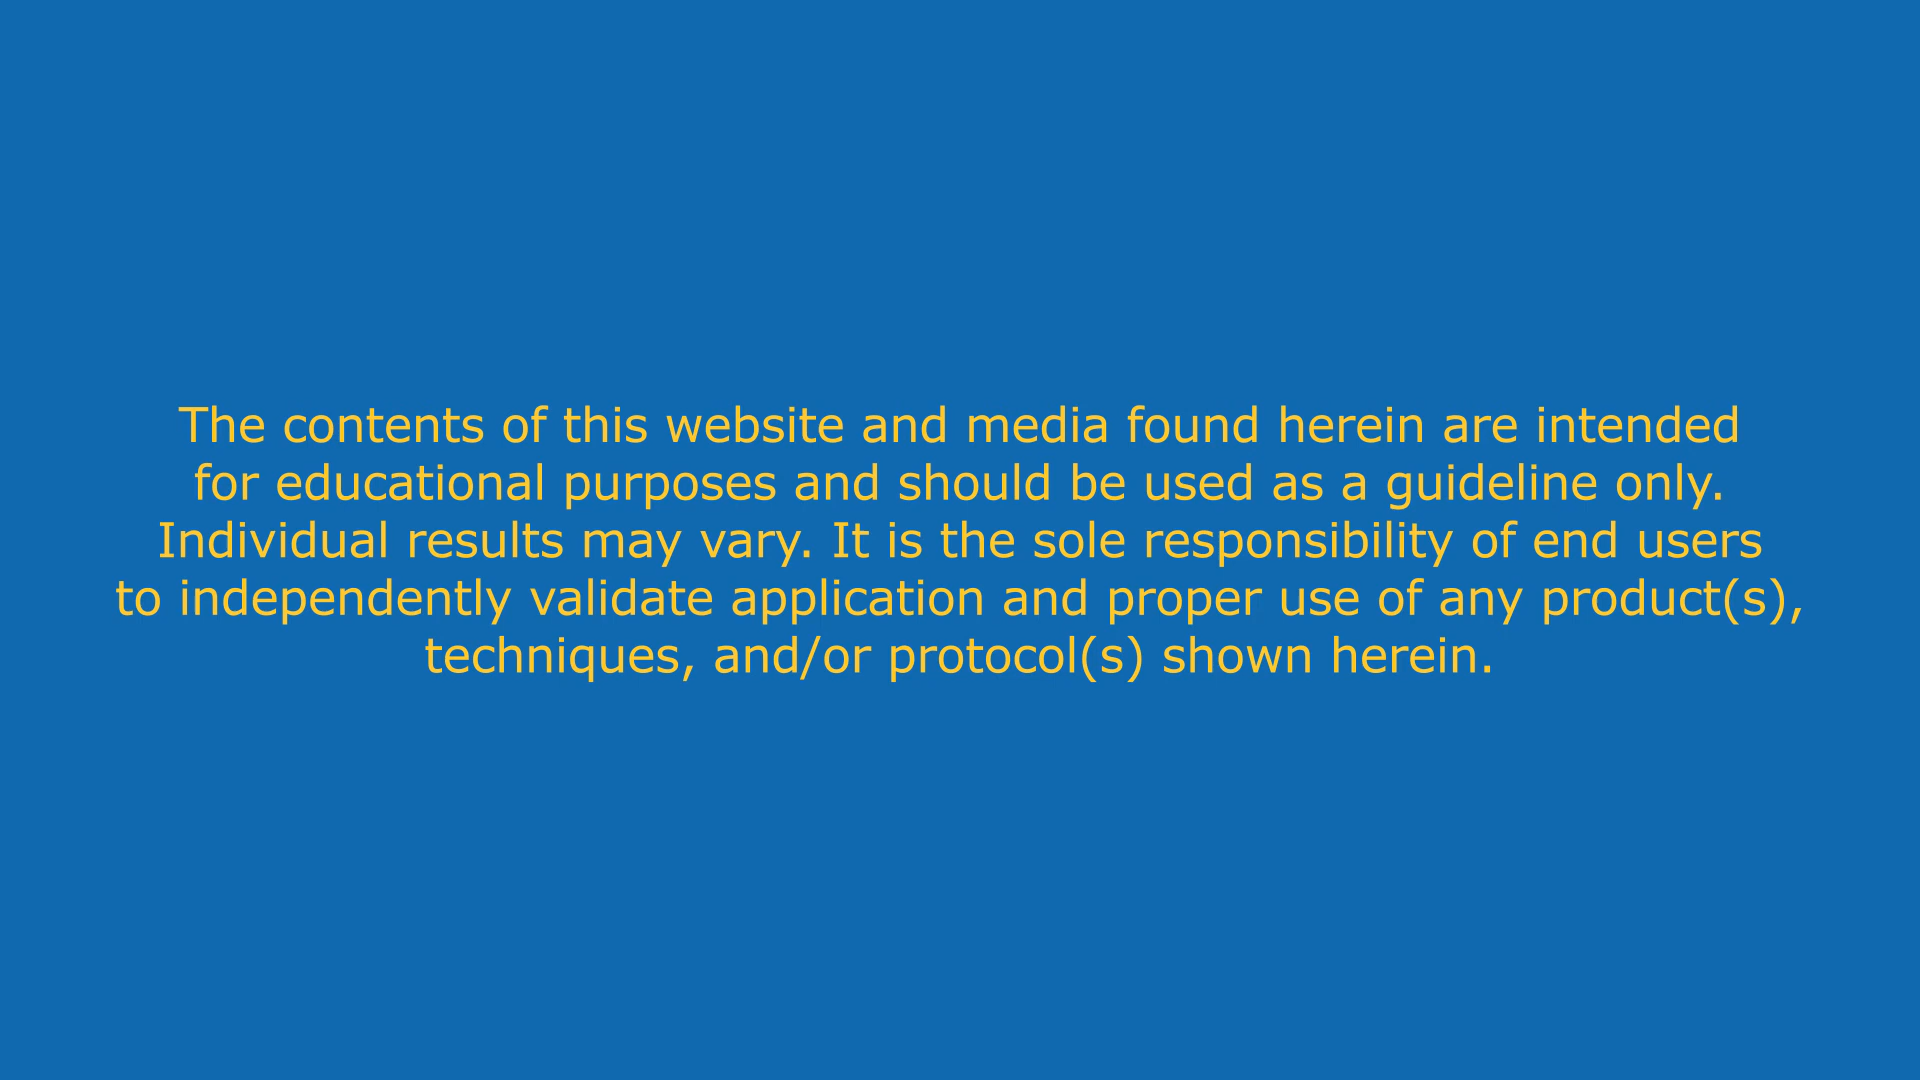 The contents of this website and media found herein are intended
for educational purposes and should be used as a guideline only.
Individual results may vary. It is the sole responsibility of end users
to independently validate application and proper use of any product(s),
techniques, and/or protocol(s) shown herein.